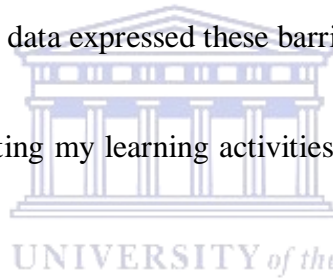 data expressed these barri
ting my learning activities
UNIVERSITY of the